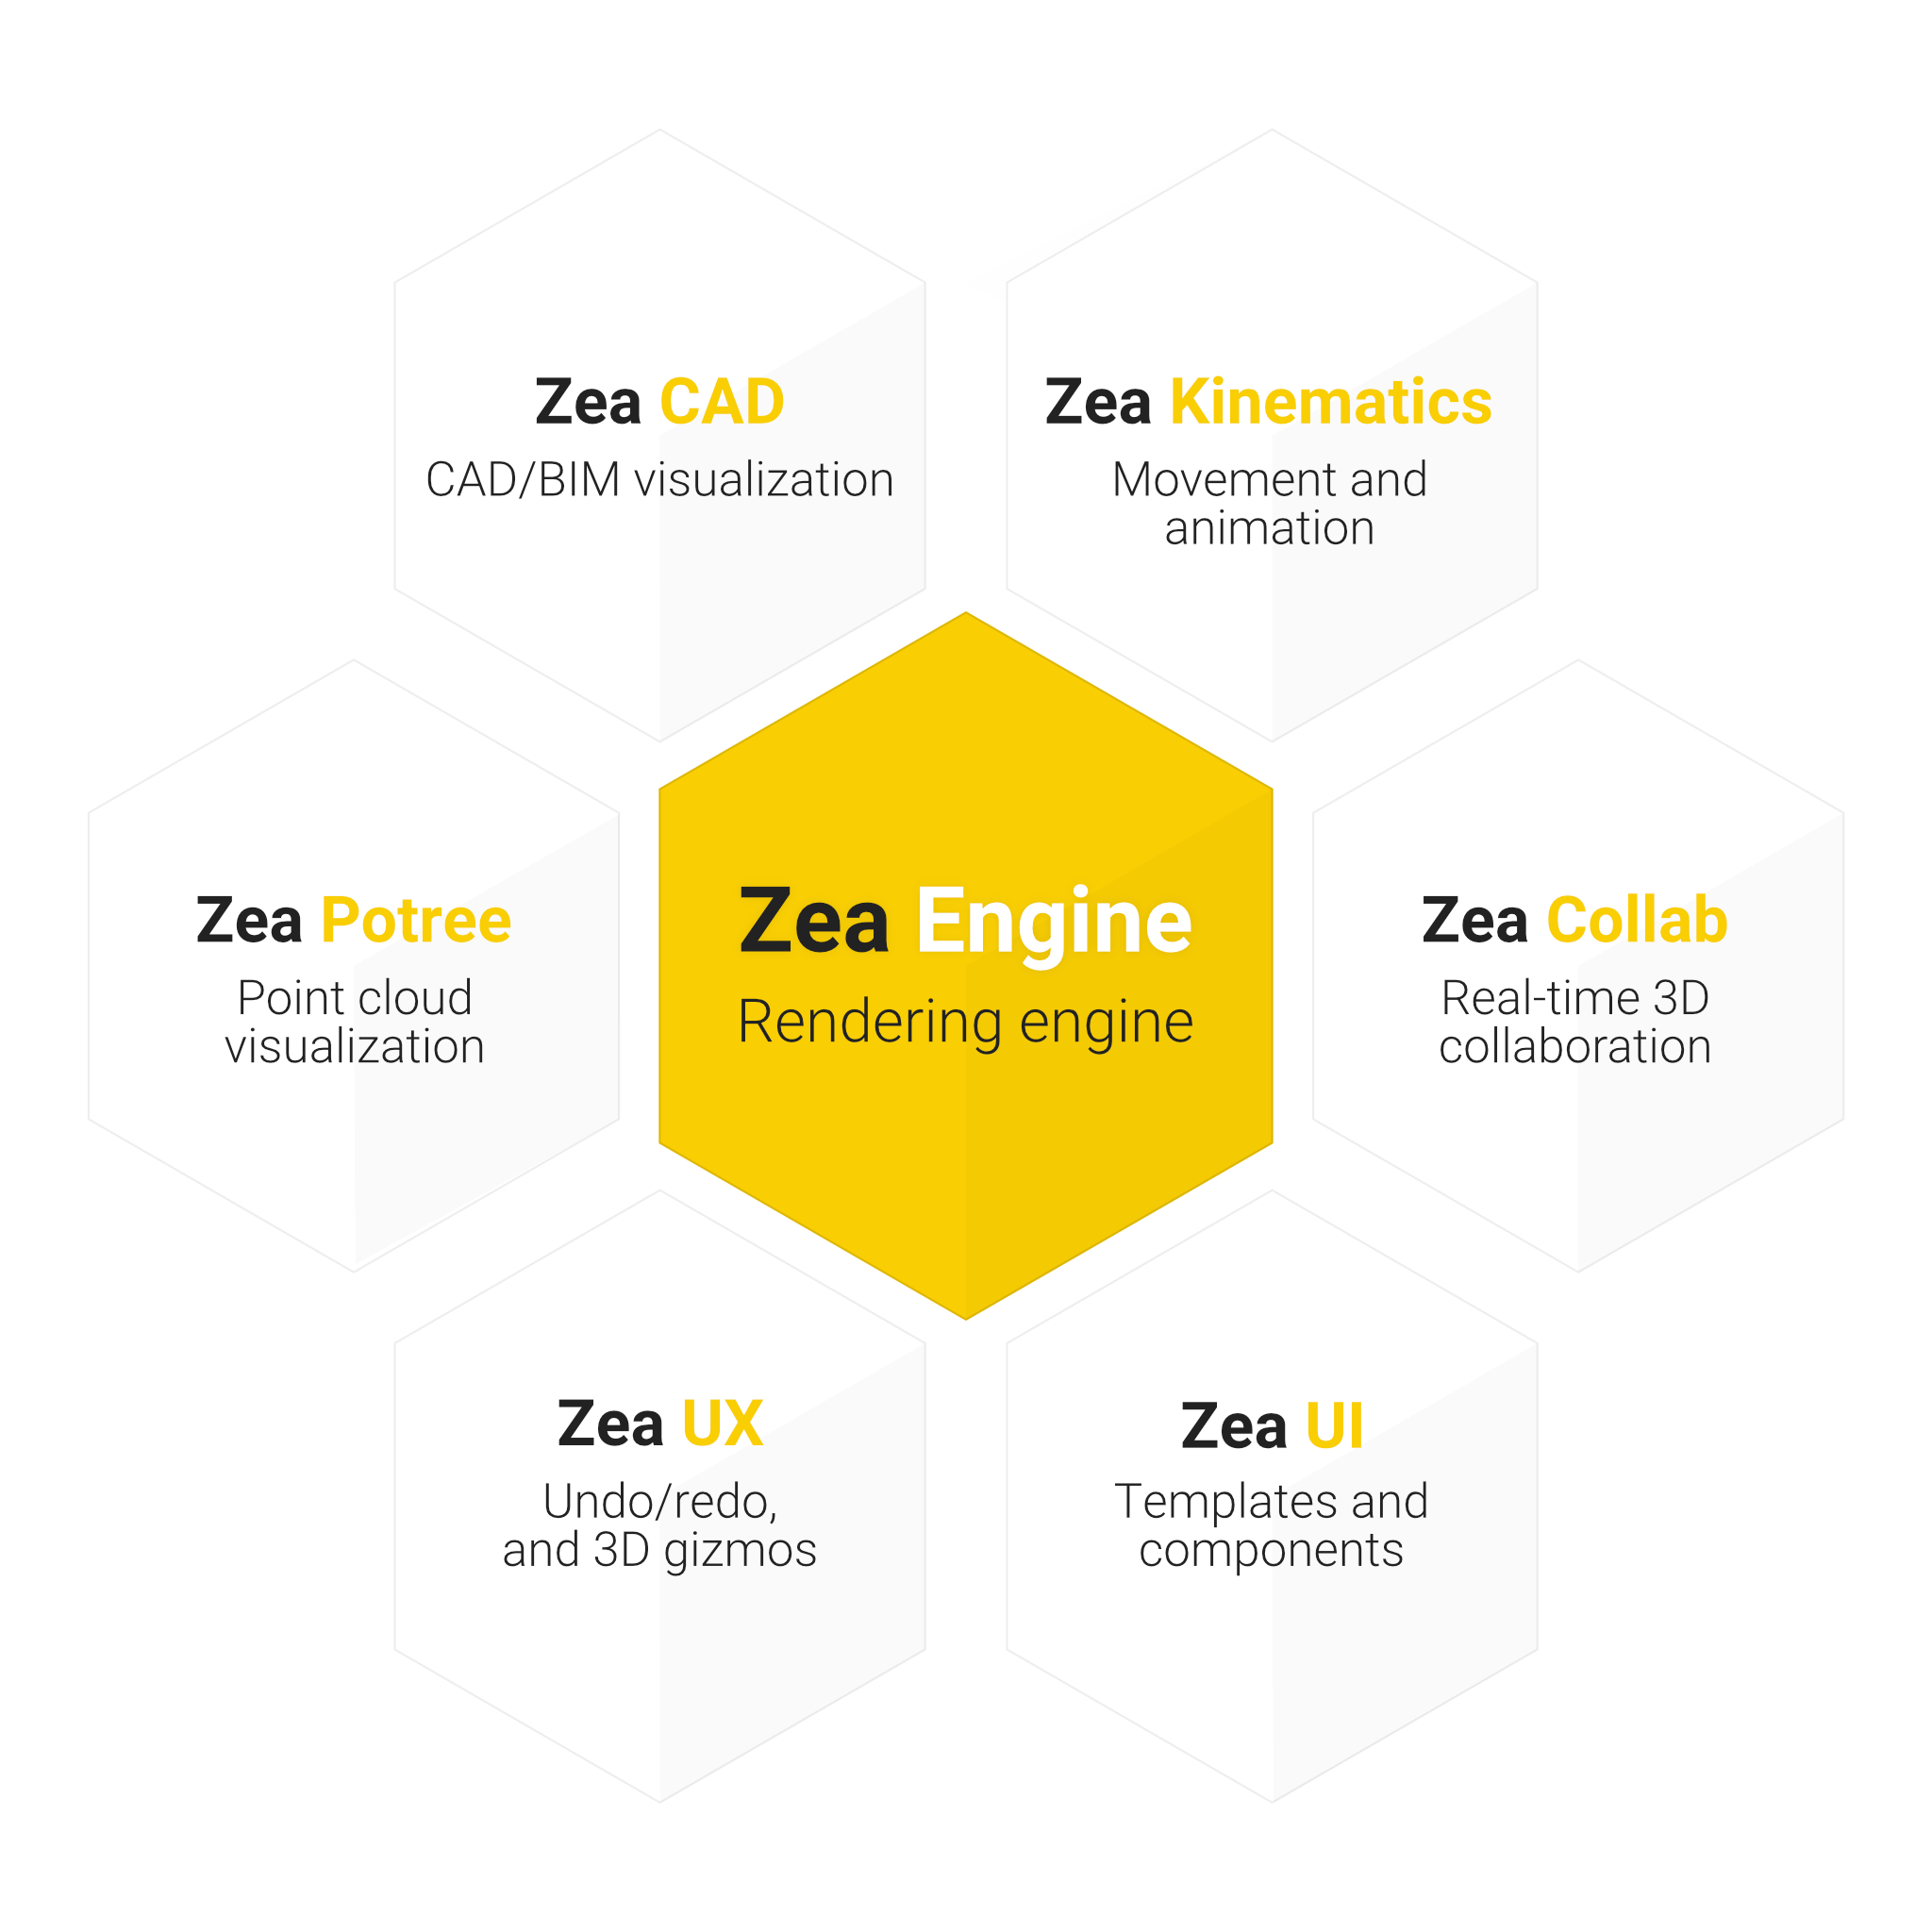 Zea CAD
CAD/BIM visualization
Zea Kinematics
Movement and
animation
Zea Potree
Point cloud
visualization
Zea Engine
Rendering engine
Zea Collab
Real-time 3D
collaboration
Zea UX
Undo/redo,
and 3D gizmos
Zea UI
Templates and
components